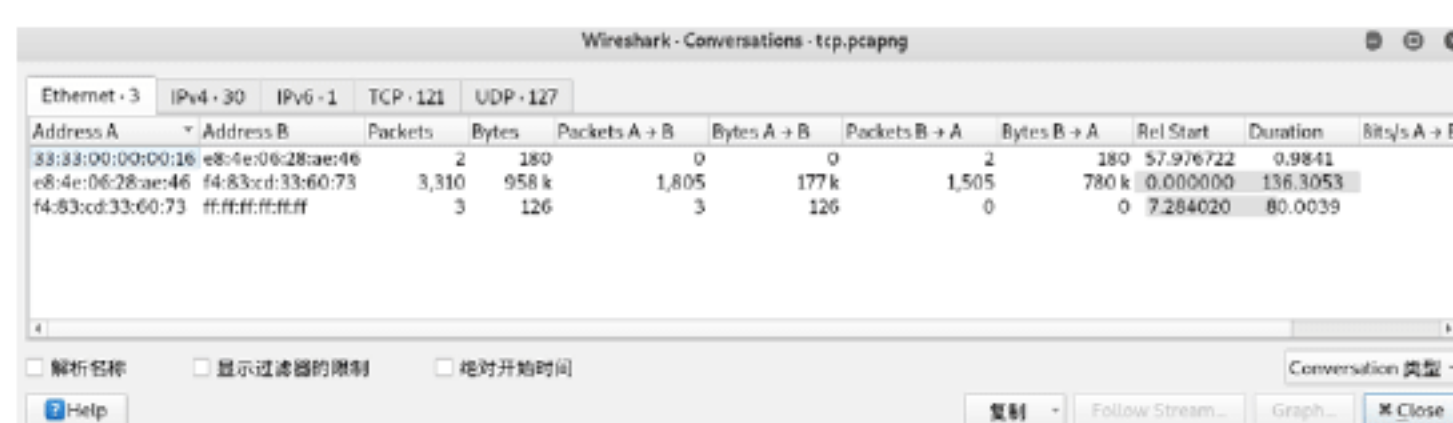 Wireshark · Conversations · tcp.pcapng
Ethernet · 3 IPv4 · 30 IPv6 · 1 TCP · 121 UDP · 127
Address A Address B Packets Bytes Packets A → B Bytes A → B Packets B → A Bytes B → A Rel Start Duration Bits/s A →
33:33:00:00:00:16 e8:4e:06:28:ae:46 2 180 0 0 2 180 57.976722 0.9841
e8:4e:06:28:ae:46 f4:83:cd:33:60:73 3,310 958 k 1,805 177 k 1,505 780 k 0.000000 136.3053
f4:83:cd:33:60:73 ff:ff:ff:ff:ff:ff 3 126 3 126 0 0 7.284020 80.0039
解析名称 显示过滤器的限制 绝对开始时间 Conversation 类型
Help 复制 Follow Stream... Graph... Close